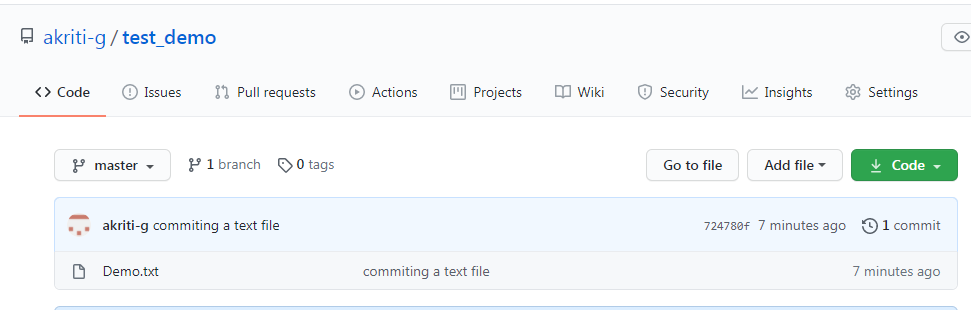 akriti-g / test_demo
Code Issues Pull requests Actions Projects Wiki Security Insights Settings
master 1 branch 0 tags Go to file Add file Code
akriti-g commiting a text file 724780f 7 minutes ago 1 commit
Demo.txt commiting a text file 7 minutes ago